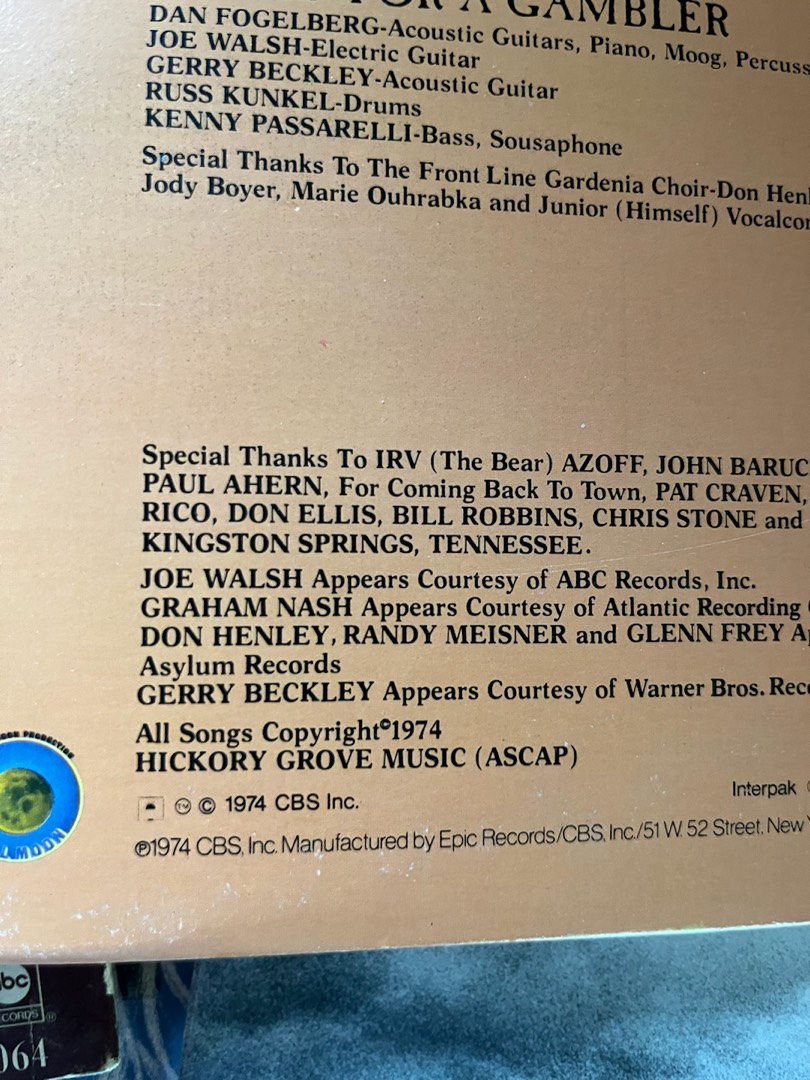 FOR A GAMBLER
DAN FOGELBERG-Acoustic Guitars, Piano, Moog,
JOE WALSH-Electric Guitar
GERRY BECKLEY-Acoustic Guitar
RUSS KUNKEL-Drums
KENNY PASSARELLI-Bass, Sousaphone
Special Thanks To The Front Line Gardenia Choir-Don
Jody Boyer, Marie Ouhrabka and Junior (Himself)
Special Thanks To IRV (The Bear) AZOFF, JOHN
PAUL AHERN, For Coming Back To Town, PAT CRAVEN,
RICO, DON ELLIS, BILL ROBBINS, CHRIS STONE and
KINGSTON SPRINGS, TENNESSEE.
JOE WALSH Appears Courtesy of ABC Records, Inc.
GRAHAM NASH Appears Courtesy of Atlantic Recording
DON HENLEY, RANDY MEISNER and GLENN FREY
Asylum Records
GERRY BECKLEY Appears Courtesy of Warner Bros.
All Songs Copyright©1974
HICKORY GROVE MUSIC (ASCAP)
TM © 1974 CBS Inc.
Interpak
℗1974 CBS, Inc. Manufactured by Epic Records/CBS, Inc./51 W. 52 Street, New
PRODUCTION
MOON
064